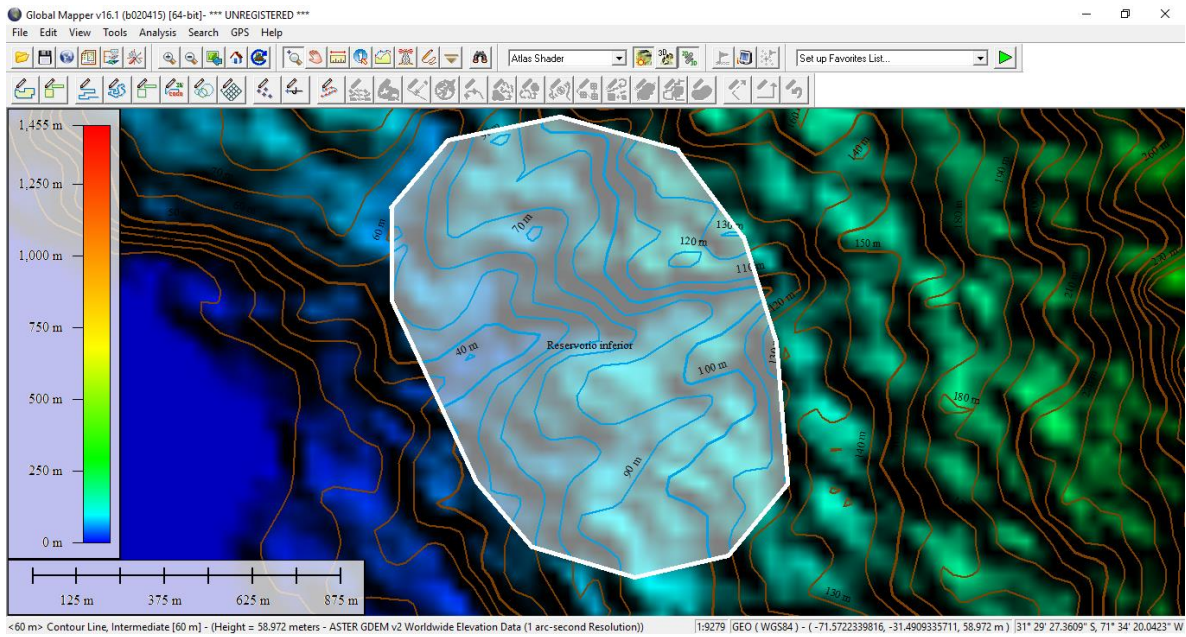 Global Mapper v16.1 (b020415) [64-bit]- *** UNREGISTERED ***
File Edit View Tools Analysis Search GPS Help
Atlas Shader
Set up Favorites List...
1,455 m
1,250 m
1,000 m
750 m
500 m
250 m
0 m
60 m
70 m
130 m
120 m
110 m
120 m
40 m
Reservorio inferior
100 m
90 m
140 m
150 m
190 m
260 m
180 m
140 m
130 m
125 m 375 m 625 m 875 m
<60 m> Contour Line, Intermediate [60 m] - (Height = 58.972 meters - ASTER GDEM v2 Worldwide Elevation Data (1 arc-second Resolution)) 1:9279 GEO ( WGS84 ) - ( -71.5722339816, -31.4909335711, 58.972 m ) 31° 29' 27.3609" S, 71° 34' 20.0423" W